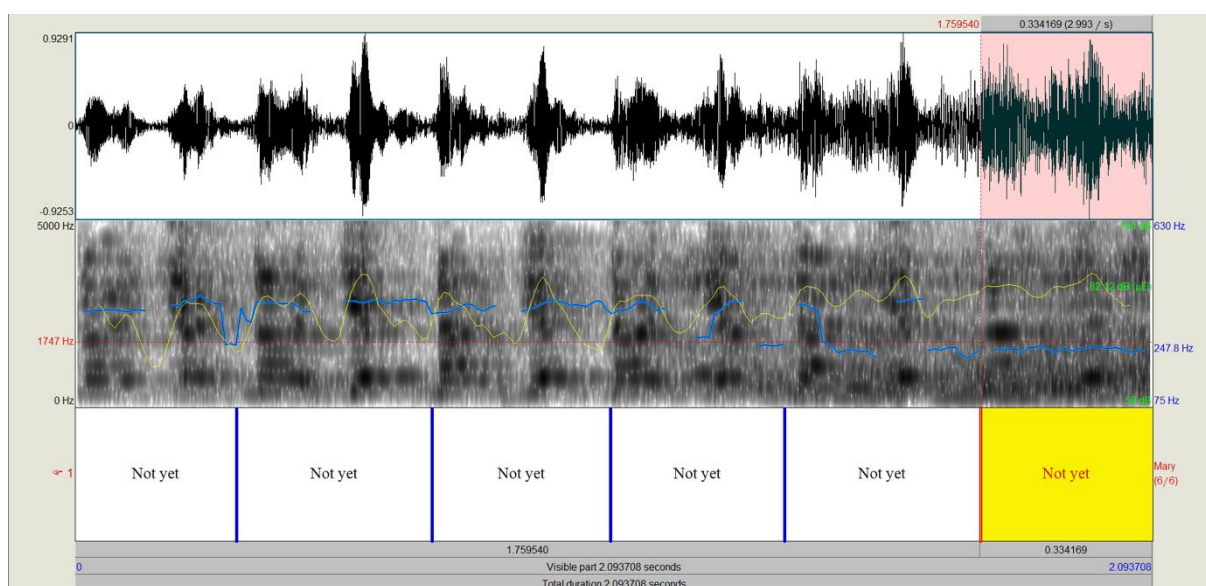 1.759540 0.334169 (2.993 / s)
0.9291
0
-0.9253
5000 Hz 630 Hz
82.12 dB (µE)
1747 Hz 247.8 Hz
0 Hz 50 dB 75 Hz
1 Not yet Not yet Not yet Not yet Not yet Not yet Mary
(6/6)
1.759540 0.334169
0 Visible part 2.093708 seconds 2.093708
Total duration 2.093708 seconds